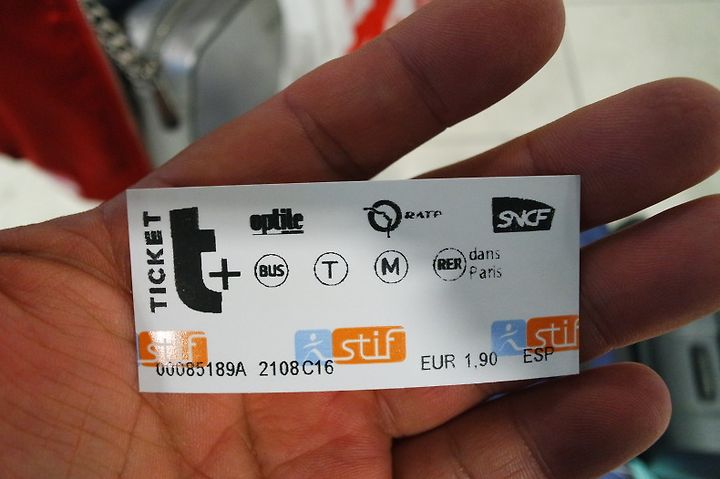 TICKET t+
optile RATP SNCF
BUS T M RER dans Paris
stif stif stif
00085189A 2108C16 EUR 1,90 ESP